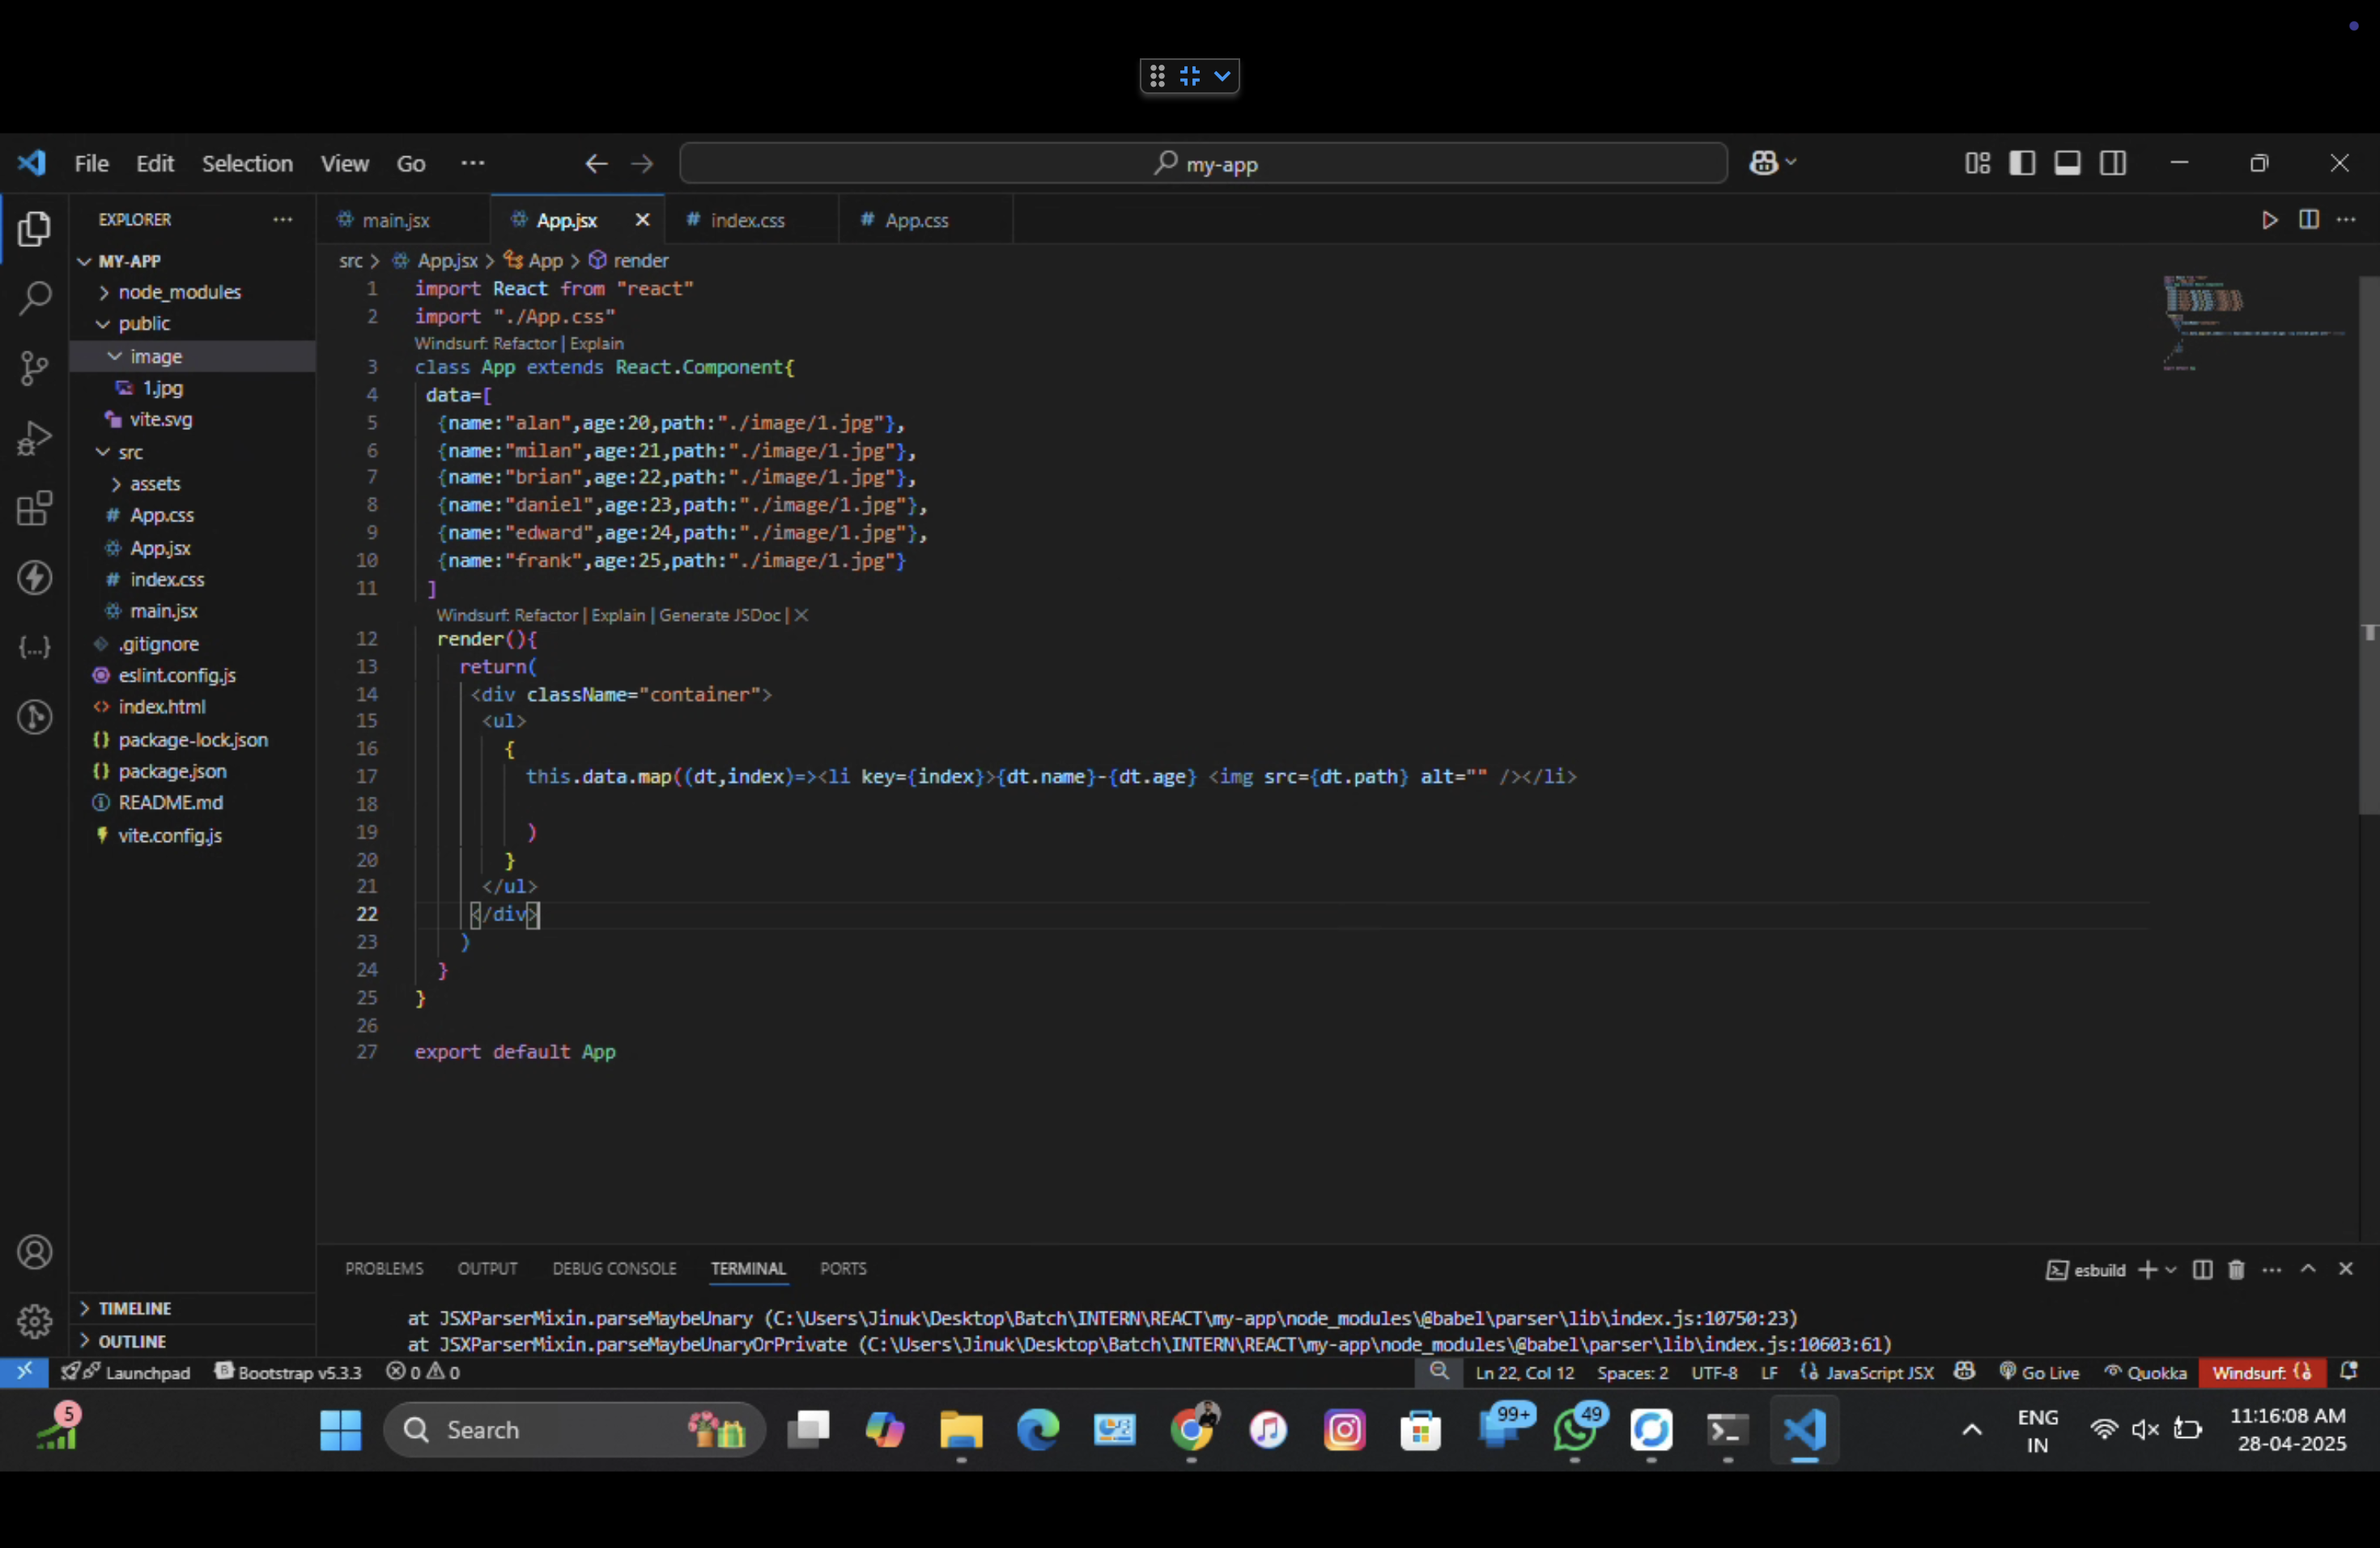 File Edit Selection View Go ··· my-app
EXPLORER ···
MY-APP
node_modules
public
image
1.jpg
vite.svg
src
assets
# App.css
App.jsx
# index.css
main.jsx
.gitignore
eslint.config.js
<> index.html
{} package-lock.json
{} package.json
README.md
vite.config.js
TIMELINE
OUTLINE
main.jsx App.jsx # index.css # App.css
src > App.jsx > App > render
1 import React from "react"
2 import "./App.css"
Windsurf: Refactor | Explain
3 class App extends React.Component{
4 data=[
5 {name:"alan",age:20,path:"./image/1.jpg"},
6 {name:"milan",age:21,path:"./image/1.jpg"},
7 {name:"brian",age:22,path:"./image/1.jpg"},
8 {name:"daniel",age:23,path:"./image/1.jpg"},
9 {name:"edward",age:24,path:"./image/1.jpg"},
10 {name:"frank",age:25,path:"./image/1.jpg"}
11 ]
Windsurf: Refactor | Explain | Generate JSDoc | X
12 render(){
13 return(
14 <div className="container">
15 <ul>
16 {
17 this.data.map((dt,index)=><li key={index}>{dt.name}-{dt.age} <img src={dt.path} alt="" /></li>
18
19 )
20 }
21 </ul>
22 </div>
23 )
24 }
25 }
26
27 export default App
PROBLEMS OUTPUT DEBUG CONSOLE TERMINAL PORTS esbuild
at JSXParserMixin.parseMaybeUnary (C:\Users\Jinuk\Desktop\Batch\INTERN\REACT\my-app\node_modules\@babel\parser\lib\index.js:10750:23)
at JSXParserMixin.parseMaybeUnaryOrPrivate (C:\Users\Jinuk\Desktop\Batch\INTERN\REACT\my-app\node_modules\@babel\parser\lib\index.js:10603:61)
Launchpad Bootstrap v5.3.3 0 0 Ln 22, Col 12 Spaces: 2 UTF-8 LF JavaScript JSX Go Live Quokka Windsurf: {}
5 Search 99+ 49 ENG 11:16:08 AM
IN 28-04-2025